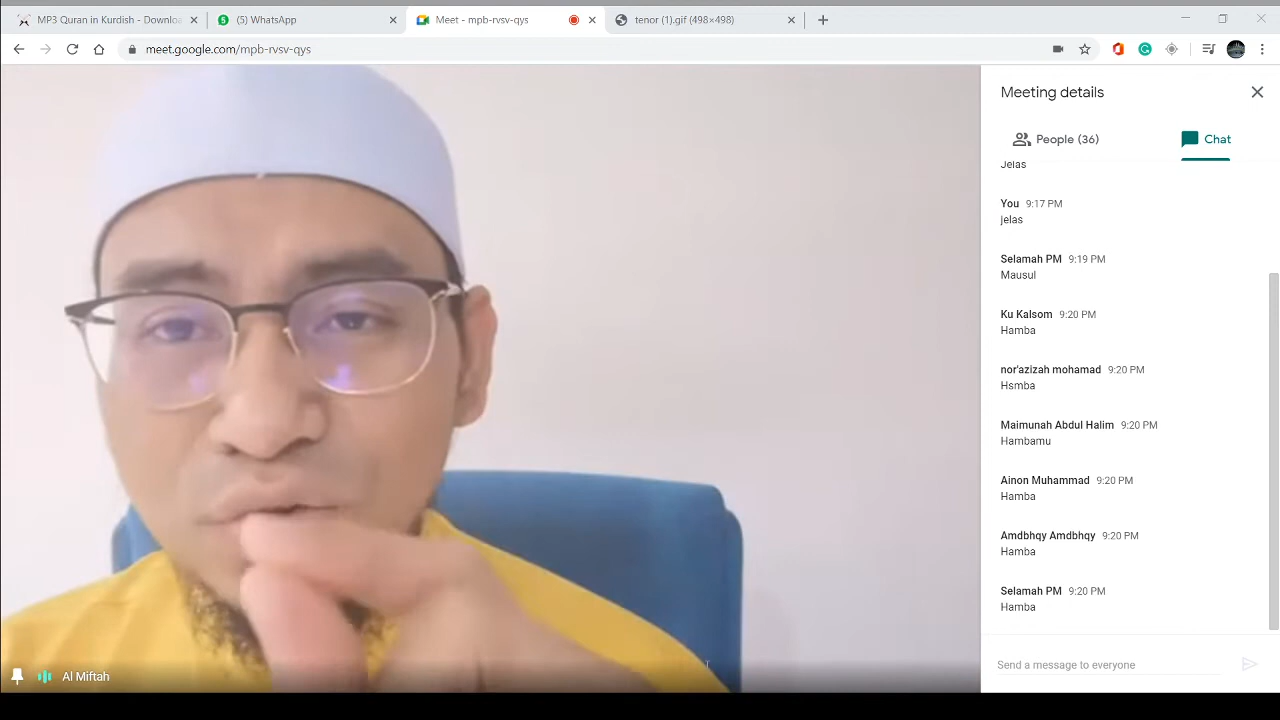 MP3 Quran in Kurdish - Downloa
(5) WhatsApp
Meet - mpb-rvsv-qys
tenor (1).gif (498×498)
meet.google.com/mpb-rvsv-qys
Meeting details
People (36)
Chat
Jelas
You 9:17 PM
jelas
Selamah PM 9:19 PM
Mausul
Ku Kalsom 9:20 PM
Hamba
nor'azizah mohamad 9:20 PM
Hsmba
Maimunah Abdul Halim 9:20 PM
Hambamu
Ainon Muhammad 9:20 PM
Hamba
Amdbhqy Amdbhqy 9:20 PM
Hamba
Selamah PM 9:20 PM
Hamba
Send a message to everyone
Al Miftah